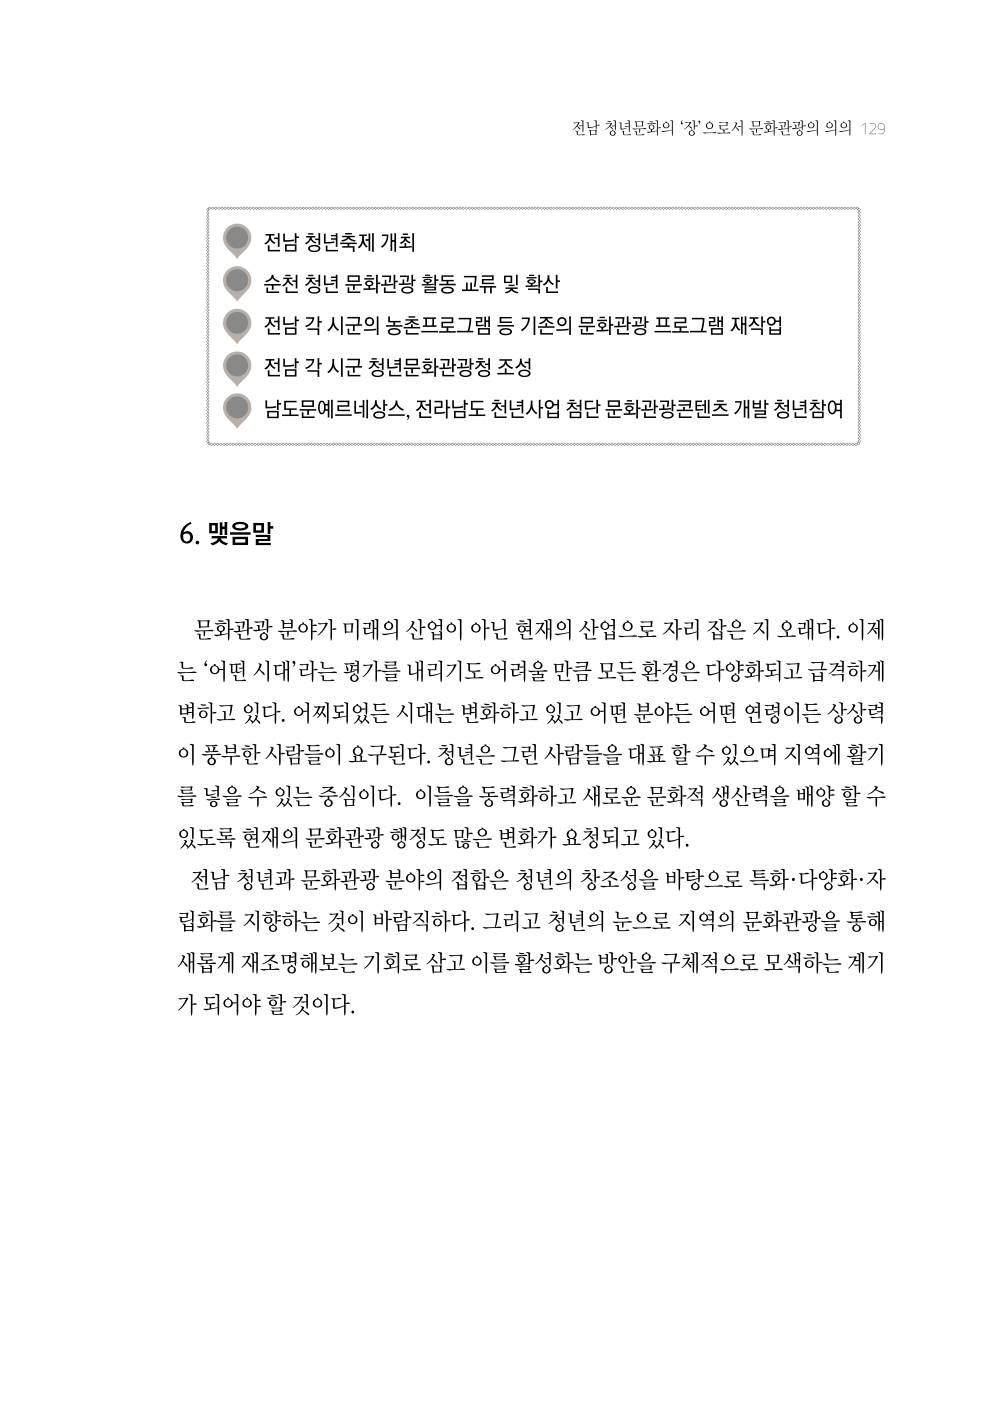 전남 청년문화의 ‘장’으로서 문화관광의 의의 129
전남 청년축제 개최
순천 청년 문화관광 활동 교류 및 확산
전남 각 시군의 농촌프로그램 등 기존의 문화관광 프로그램 재작업
전남 각 시군 청년문화관광청 조성
남도문예르네상스, 전라남도 천년사업 첨단 문화관광콘텐츠 개발 청년참여
6. 맺음말
문화관광 분야가 미래의 산업이 아닌 현재의 산업으로 자리 잡은 지 오래다. 이제
는 ‘어떤 시대’라는 평가를 내리기도 어려울 만큼 모든 환경은 다양화되고 급격하게
변하고 있다. 어찌되었든 시대는 변화하고 있고 어떤 분야든 어떤 연령이든 상상력
이 풍부한 사람들이 요구된다. 청년은 그런 사람들을 대표 할 수 있으며 지역에 활기
를 넣을 수 있는 중심이다. 이들을 동력화하고 새로운 문화적 생산력을 배양 할 수
있도록 현재의 문화관광 행정도 많은 변화가 요청되고 있다.
전남 청년과 문화관광 분야의 접합은 청년의 창조성을 바탕으로 특화·다양화·자
립화를 지향하는 것이 바람직하다. 그리고 청년의 눈으로 지역의 문화관광을 통해
새롭게 재조명해보는 기회로 삼고 이를 활성화는 방안을 구체적으로 모색하는 계기
가 되어야 할 것이다.